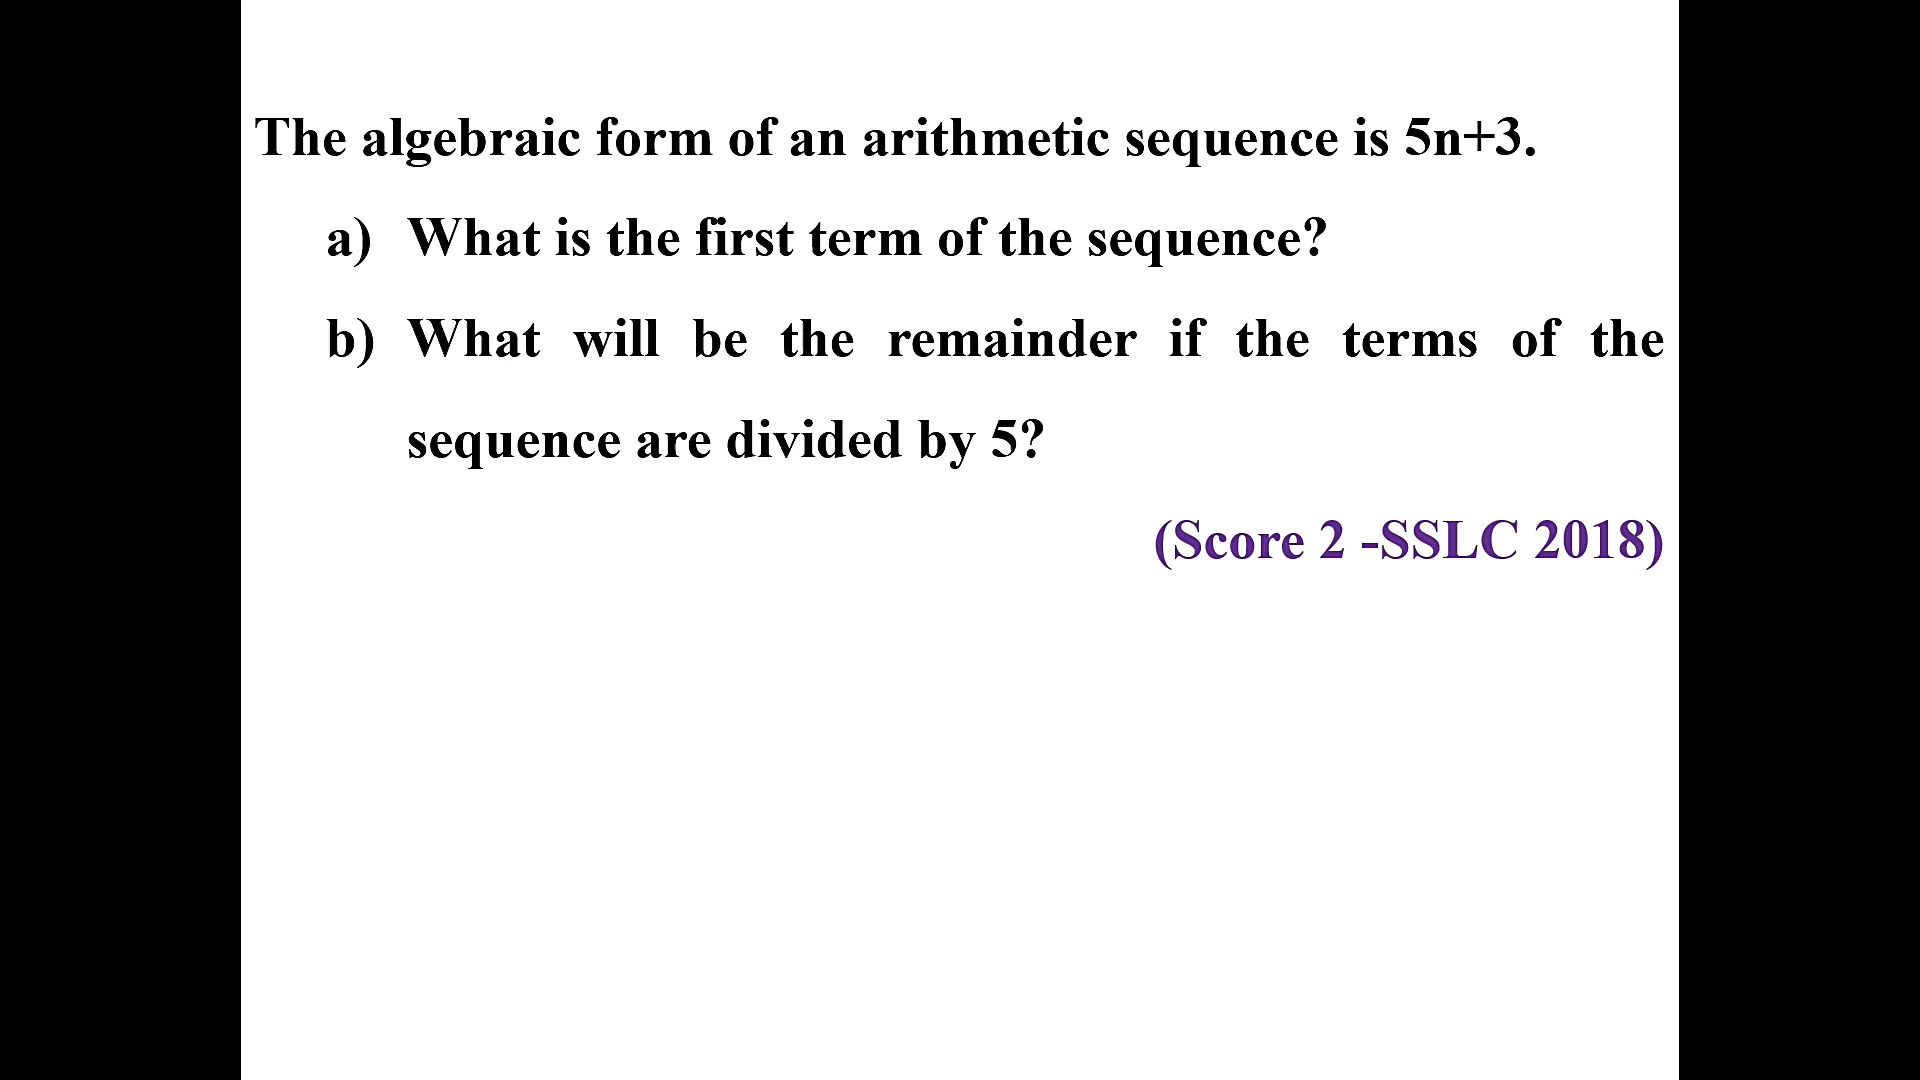 The algebraic form of an arithmetic sequence is 5n+3.
a) What is the first term of the sequence?
b) What will be the remainder if the terms of the
sequence are divided by 5?
(Score 2 -SSLC 2018)